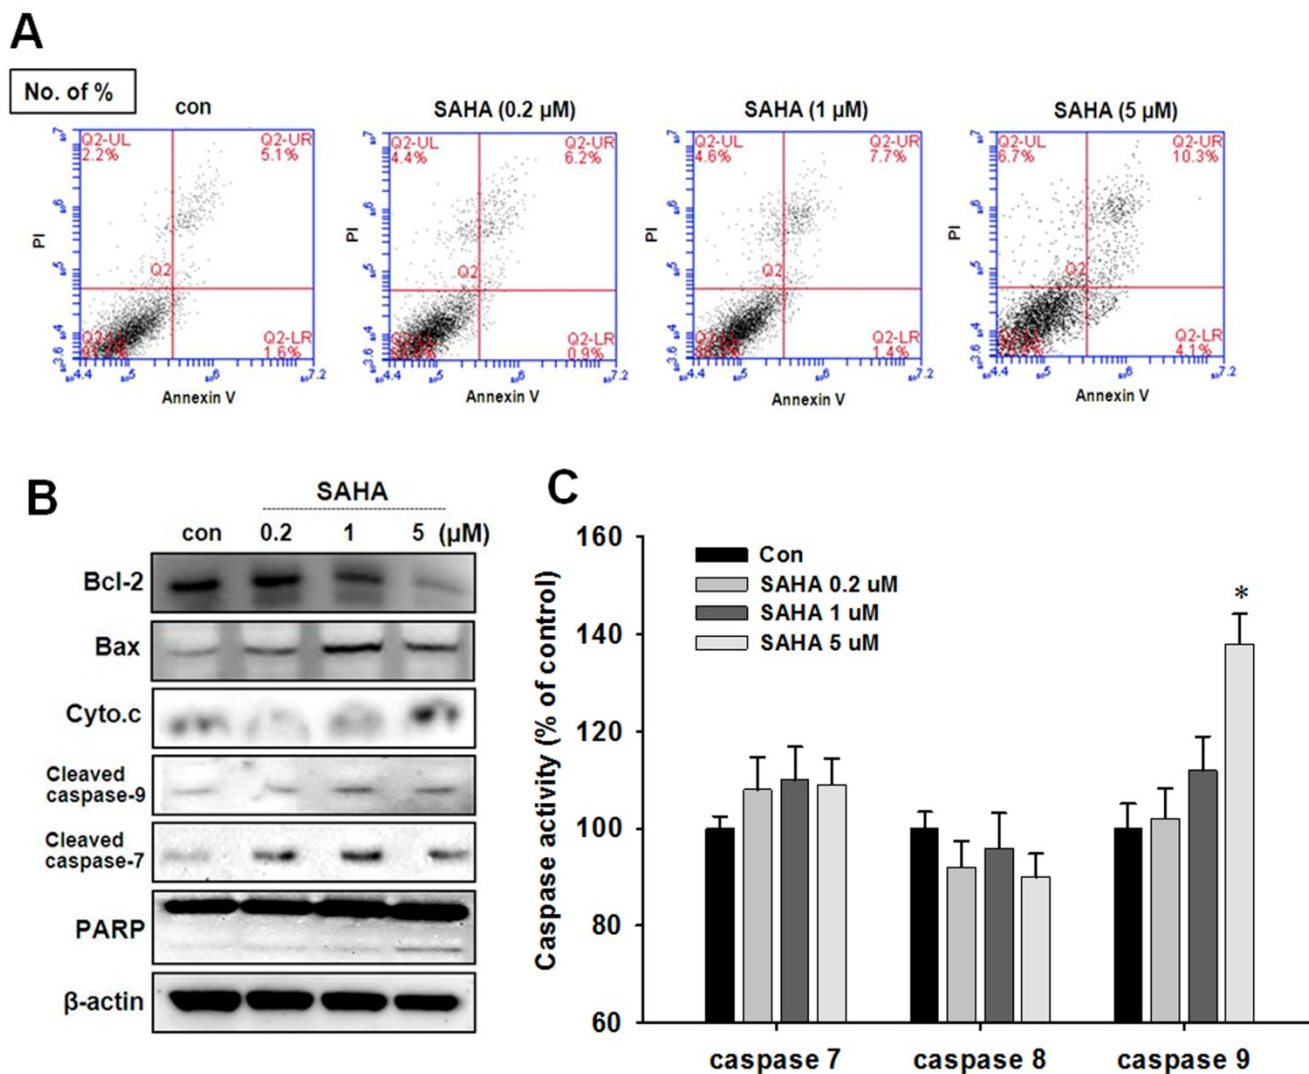 A
No. of %
con
SAHA (0.2 µM)
SAHA (1 µM)
SAHA (5 µM)
Q2-UL
2.2%
Q2-UR
5.1%
Q2
Q2-LR
1.6%
PI
Annexin V
Q2-UL
4.4%
Q2-UR
6.2%
Q2
Q2-LR
0.9%
PI
Annexin V
Q2-UL
4.6%
Q2-UR
7.7%
Q2
Q2-LR
1.4%
PI
Annexin V
Q2-UL
6.7%
Q2-UR
10.3%
Q2
Q2-LR
4.1%
PI
Annexin V
B
SAHA
con 0.2 1 5 (µM)
Bcl-2
Bax
Cyto.c
Cleaved
caspase-9
Cleaved
caspase-7
PARP
β-actin
C
Caspase activity (% of control)
160
140
120
100
80
60
Con
SAHA 0.2 uM
SAHA 1 uM
SAHA 5 uM
*
caspase 7 caspase 8 caspase 9